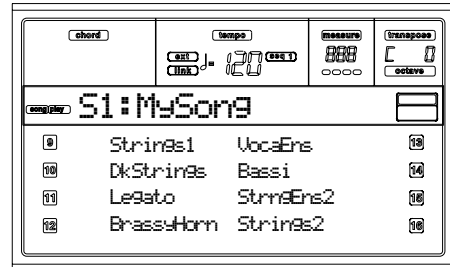 chord tempo measure transpose
ext link ♩= 120 seq 1 888 C 0
octave
song play S1:MySong
9 Strings1 VocaEns 13
10 DkStrings Bassi 14
11 Legato StrngEns2 15
12 BrassyHorn Strings2 16